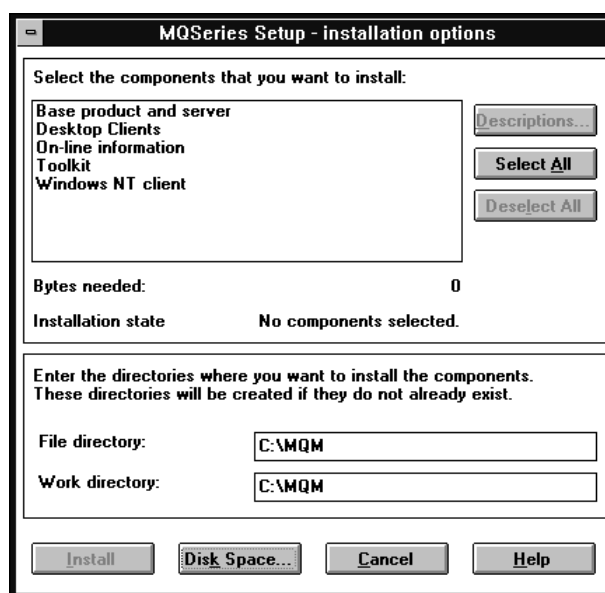 MQSeries Setup - installation options
Select the components that you want to install:
Base product and server
Desktop Clients
On-line information
Toolkit
Windows NT client
Descriptions...
Select All
Deselect All
Bytes needed: 0
Installation state No components selected.
Enter the directories where you want to install the components.
These directories will be created if they do not already exist.
File directory: C:\MQM
Work directory: C:\MQM
Install Disk Space... Cancel Help